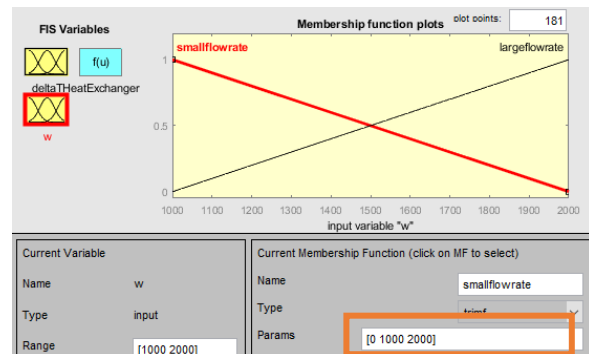 FIS Variables
f(u)
deltaTHeatExchanger
w
Membership function plots plot points: 181
smallflowrate largeflowrate
1
0.5
0
1000 1100 1200 1300 1400 1500 1600 1700 1800 1900 2000
input variable "w"
Current Variable
Name w
Type input
Range [1000 2000]
Current Membership Function (click on MF to select)
Name smallflowrate
Type trimf
Params [0 1000 2000]